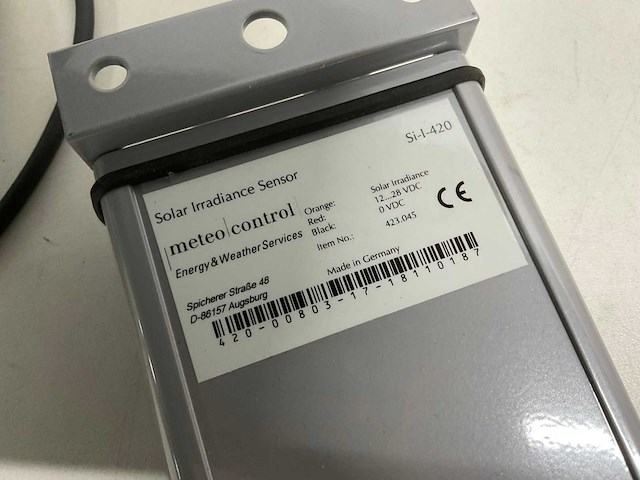 Si-I-420
Solar Irradiance Sensor
meteo control
Energy & Weather Services
Orange: Solar Irradiance
Red: 12...28 VDC
Black: 0 VDC
Item No.: 423.045
CE
Spicherer Straße 48
D-86157 Augsburg
Made in Germany
420-00803-17-18110187